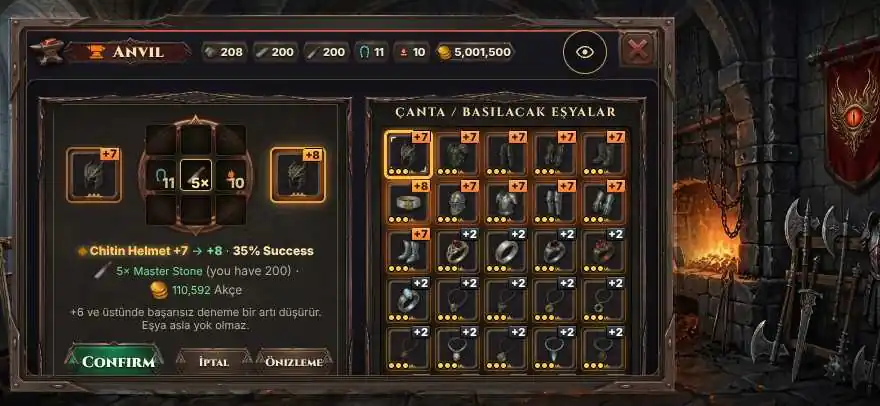 ANVIL 208 200 200 11 10 5,001,500
ÇANTA / BASILACAK EŞYALAR
+7 +8
11 5× 10
Chitin Helmet +7 → +8 · 35% Success
5× Master Stone (you have 200) ·
110,592 Akçe
+6 ve üstünde başarısız deneme bir artı düşürür.
Eşya asla yok olmaz.
CONFIRM İPTAL ÖNIZLEME
+7 +7 +7 +7 +7
+8 +7 +7 +7 +7
+7 +2 +2 +2 +2
+2 +2 +2 +2 +2
+2 +2 +2 +2 +2